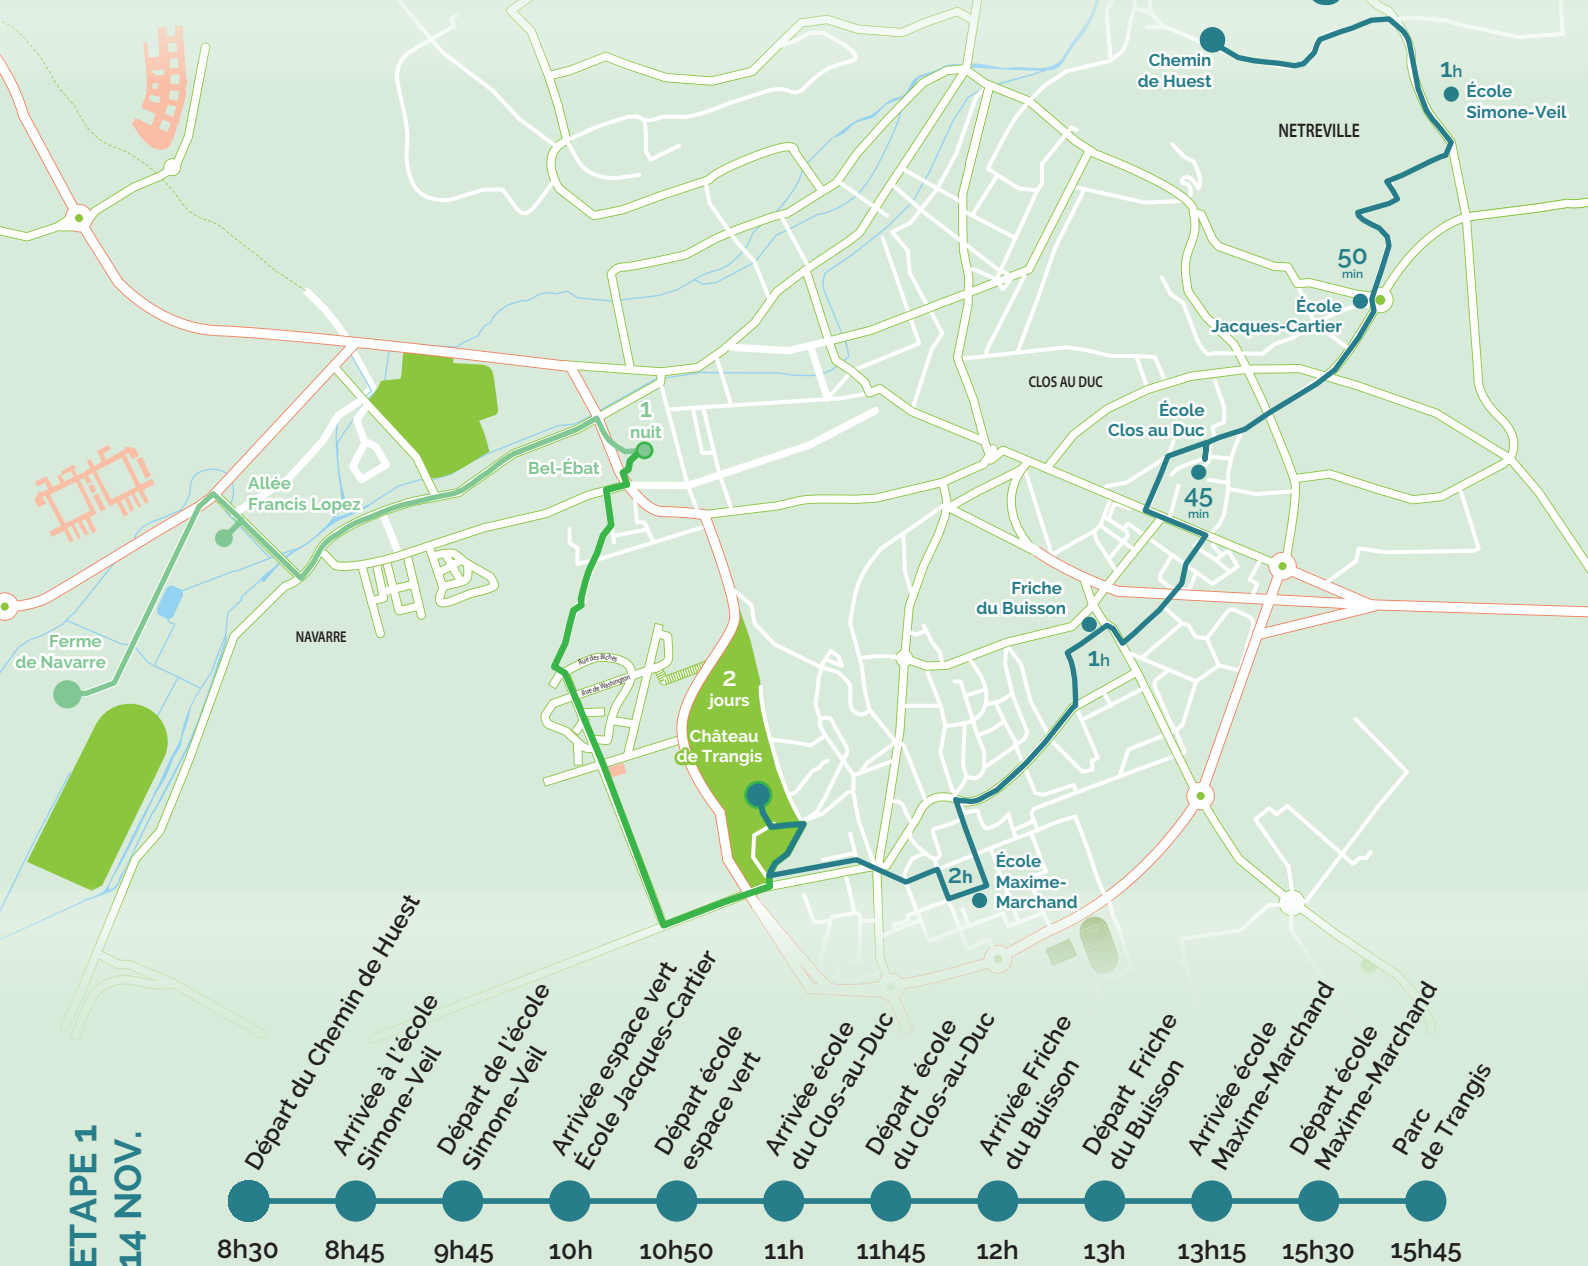 Chemin
de Huest
1h
École
Simone-Veil
NETREVILLE
50
min
École
Jacques-Cartier
CLOS AU DUC
École
Clos au Duc
45
min
1
nuit
Bel-Ébat
Allée
Francis Lopez
Friche
du Buisson
1h
NAVARRE
Ferme
de Navarre
Rue des Biches
Rue de Washington
2
jours
Château
de Trangis
2h
École
Maxime-
Marchand
ETAPE 1
14 NOV.
Départ du Chemin de Huest
Arrivée à l'école
Simone-Veil
Départ de l'école
Simone-Veil
Arrivée espace vert
École Jacques-Cartier
Départ école
espace vert
Arrivée école
du Clos-au-Duc
Départ école
du Clos-au-Duc
Arrivée Friche
du Buisson
Départ Friche
du Buisson
Arrivée école
Maxime-Marchand
Départ école
Maxime-Marchand
Parc
de Trangis
8h30
8h45
9h45
10h
10h50
11h
11h45
12h
13h
13h15
15h30
15h45